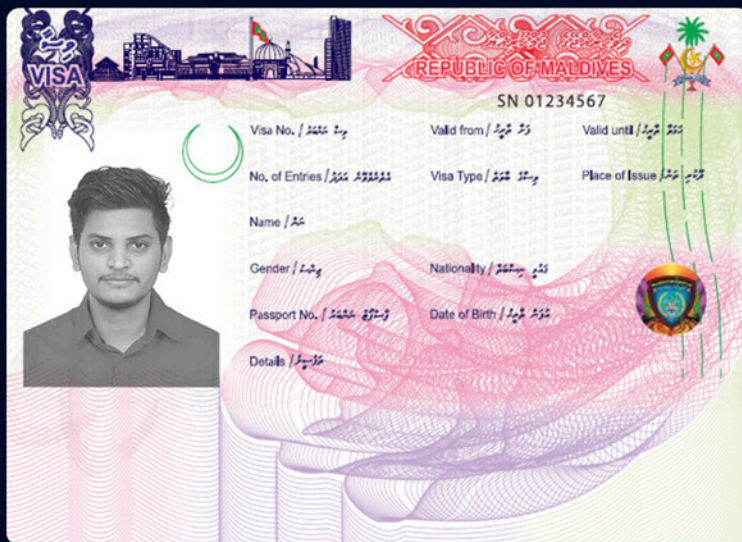 ވިސާ
VISA
ދިވެހިރާއްޖޭގެ ޖުމްހޫރިއްޔާ
REPUBLIC OF MALDIVES
SN 01234567
Visa No. / ވިސާ ނަންބަރު Valid from / ފަށާ ތާރީޚު Valid until / ހަމަވާ ތާރީޚު
No. of Entries / އަދަދު Visa Type / ވިސާގެ ބާވަތް Place of Issue / ދޫކުރި ތަން
Name / ނަން
Gender / ޖިންސު Nationality / ޤައުމީ ނިސްބަތް
Passport No. / ޕާސްޕޯޓް ނަންބަރު Date of Birth / އުފަން ތާރީޚު
Details / ތަފްސީލު